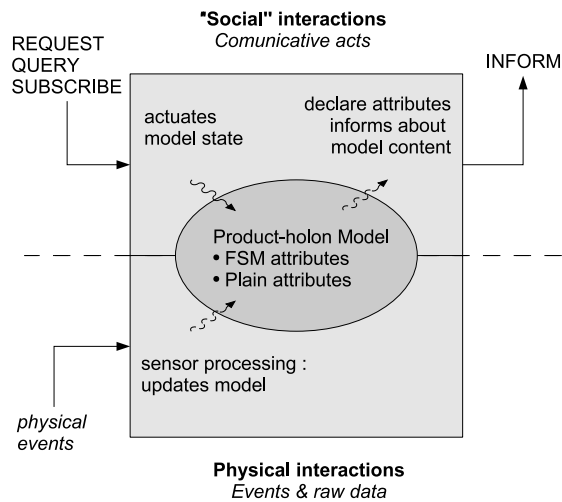 "Social" interactions
Comunicative acts
REQUEST
QUERY
SUBSCRIBE
INFORM
actuates
model state
declare attributes
informs about
model content
Product-holon Model
• FSM attributes
• Plain attributes
sensor processing :
updates model
physical
events
Physical interactions
Events & raw data